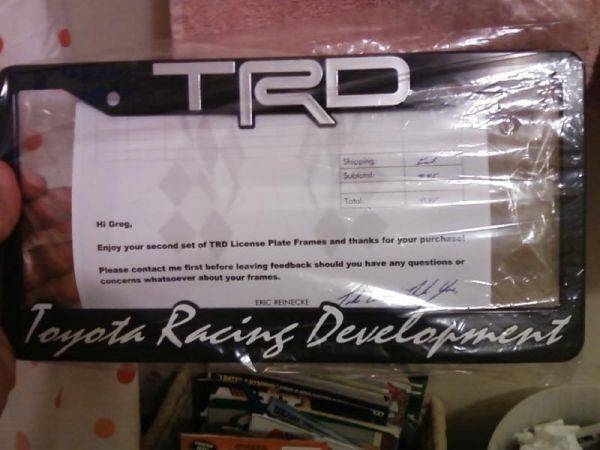 TRD
Shipping
Subtotal
Total
Hi Greg,
Enjoy your second set of TRD License Plate Frames and thanks for your purchase!
Please contact me first before leaving feedback should you have any questions or
concerns whatsoever about your frames.
ERIC REINECKE
Toyota Racing Development